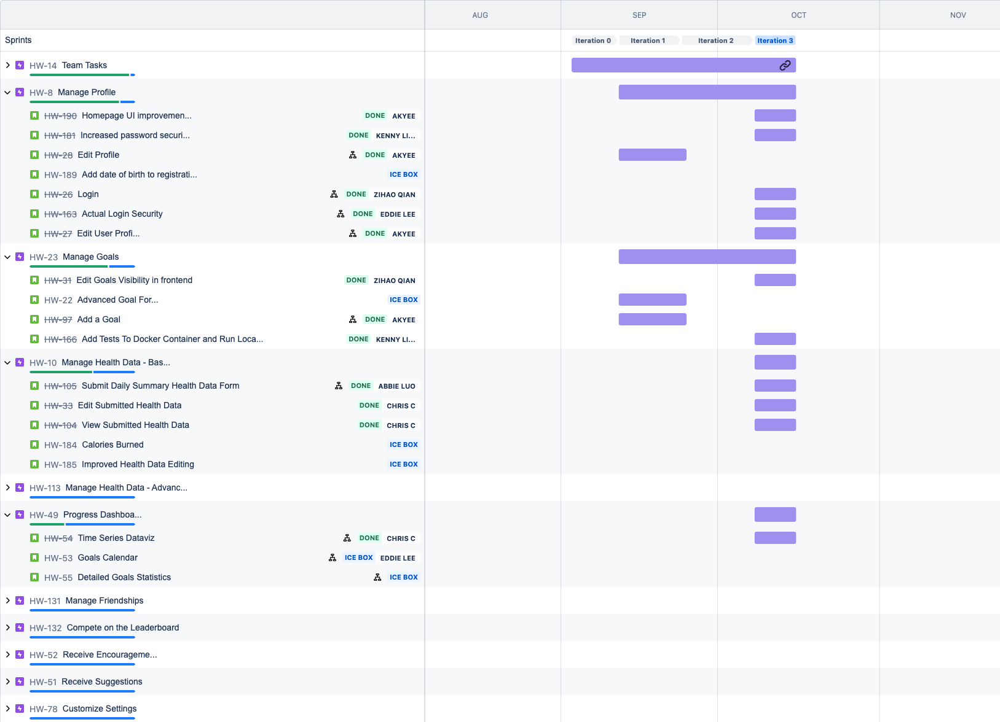 AUG SEP OCT NOV
Sprints Iteration 0 Iteration 1 Iteration 2 Iteration 3
HW-14 Team Tasks
HW-8 Manage Profile
HW-190 Homepage UI improvemen... DONE AKYEE
HW-181 Increased password securi... DONE KENNY LI...
HW-28 Edit Profile DONE AKYEE
HW-189 Add date of birth to registrati... ICE BOX
HW-26 Login DONE ZIHAO QIAN
HW-163 Actual Login Security DONE EDDIE LEE
HW-27 Edit User Profi... DONE AKYEE
HW-23 Manage Goals
HW-31 Edit Goals Visibility in frontend DONE ZIHAO QIAN
HW-22 Advanced Goal For... ICE BOX
HW-97 Add a Goal DONE AKYEE
HW-166 Add Tests To Docker Container and Run Loca... DONE KENNY LI...
HW-10 Manage Health Data - Bas...
HW-105 Submit Daily Summary Health Data Form DONE ABBIE LUO
HW-33 Edit Submitted Health Data DONE CHRIS C
HW-104 View Submitted Health Data DONE CHRIS C
HW-184 Calories Burned ICE BOX
HW-185 Improved Health Data Editing ICE BOX
HW-113 Manage Health Data - Advanc...
HW-49 Progress Dashboa...
HW-54 Time Series Dataviz DONE CHRIS C
HW-53 Goals Calendar ICE BOX EDDIE LEE
HW-55 Detailed Goals Statistics ICE BOX
HW-131 Manage Friendships
HW-132 Compete on the Leaderboard
HW-52 Receive Encourageme...
HW-51 Receive Suggestions
HW-78 Customize Settings